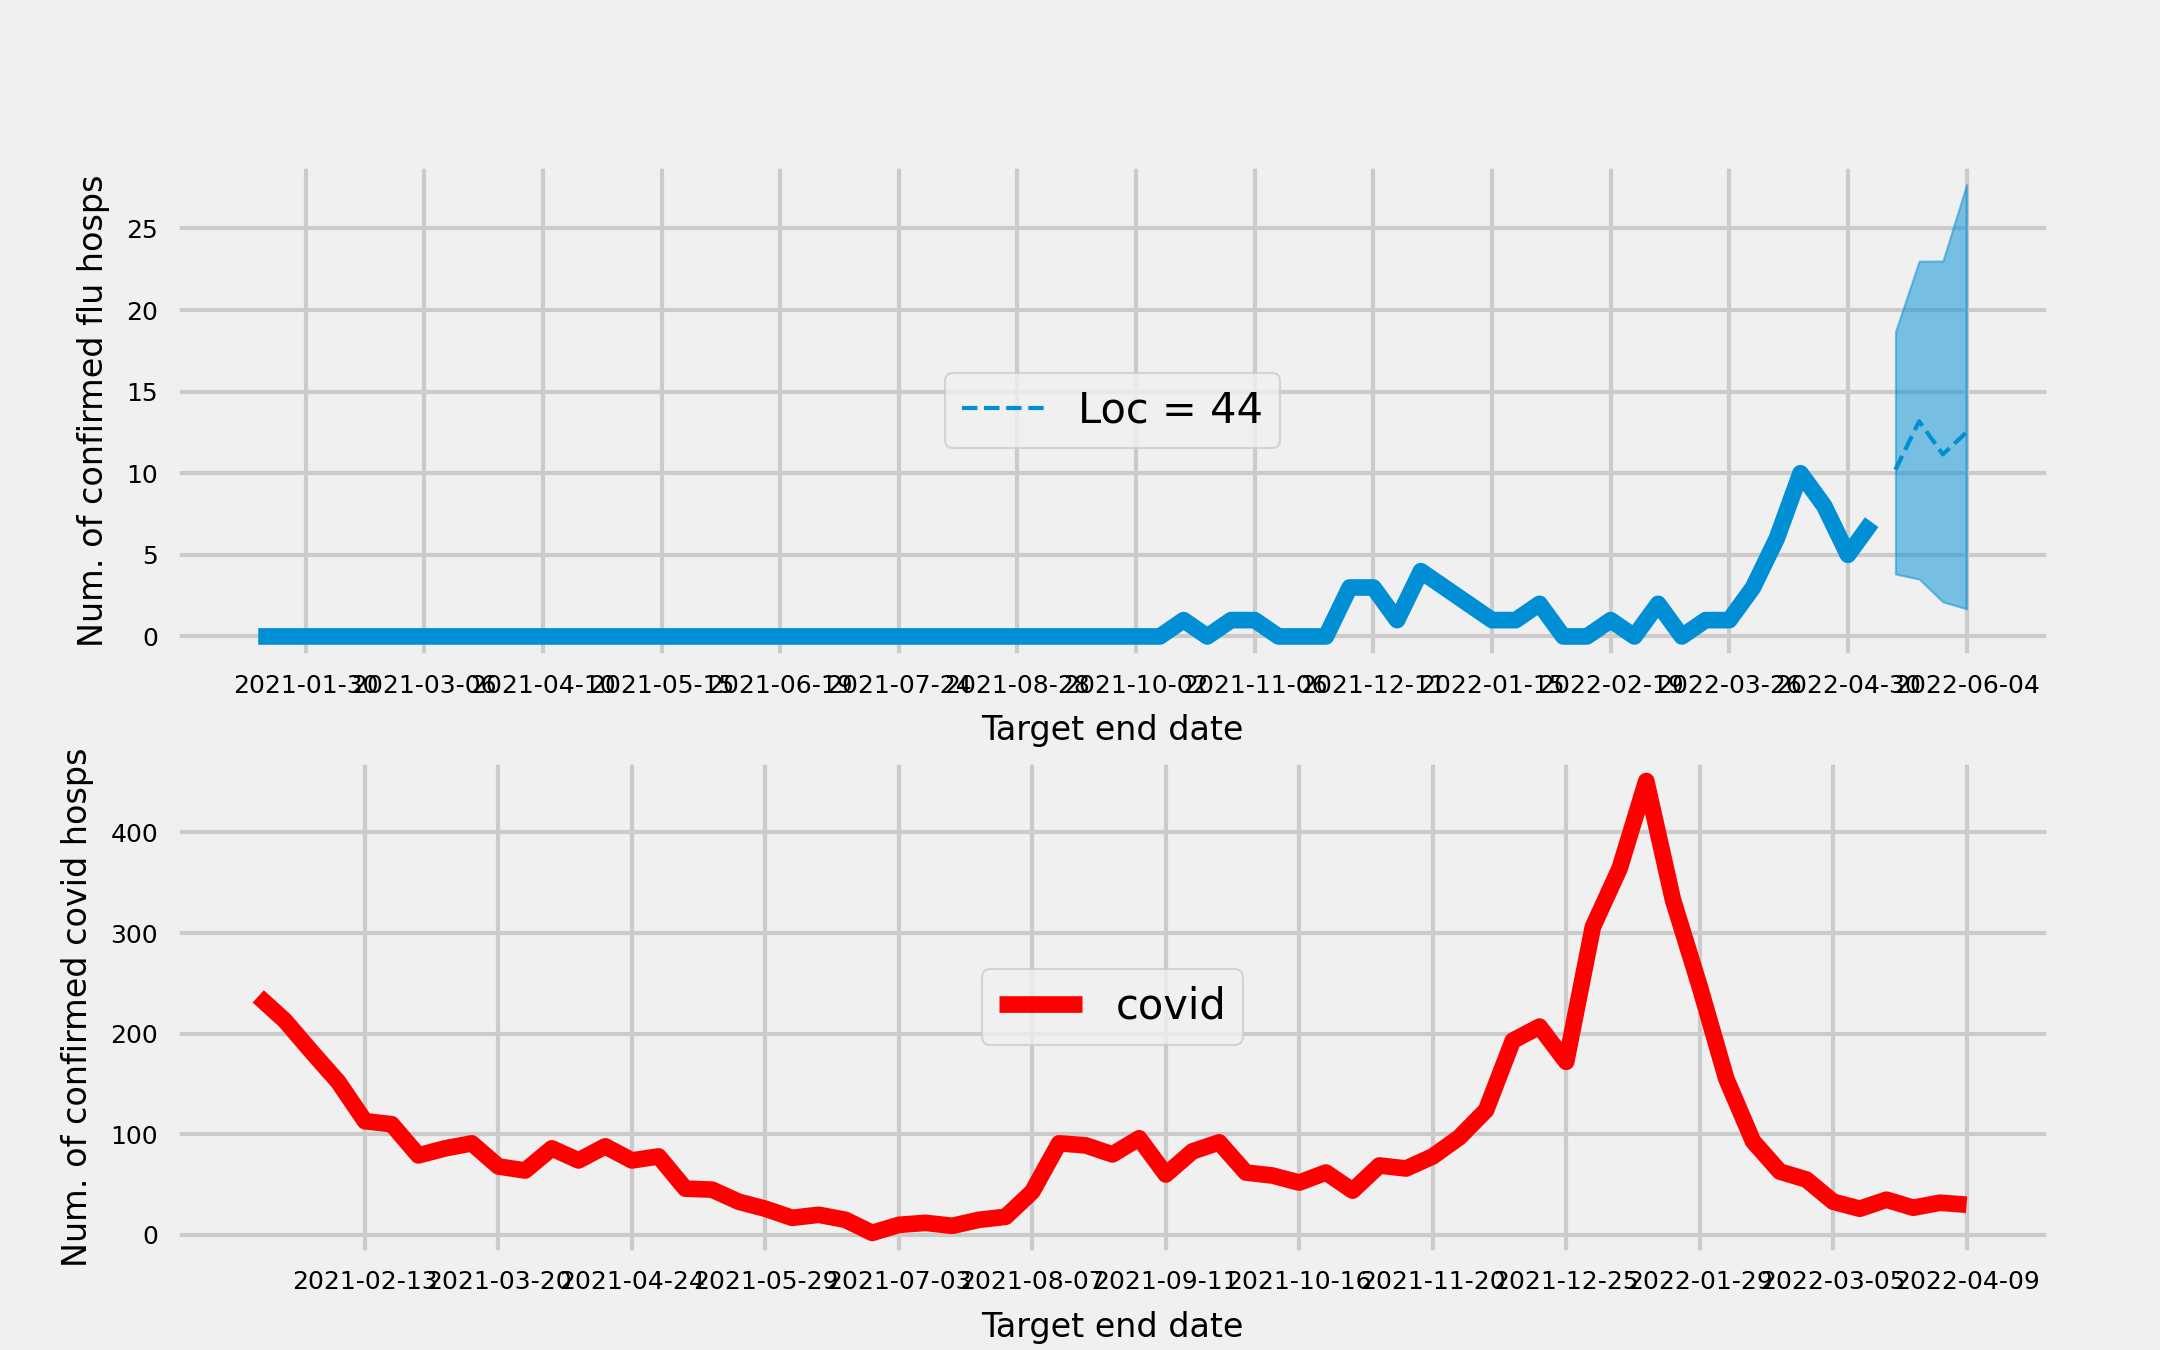 Num. of confirmed flu hosps
25
20
15
10
5
0
Loc = 44
2021-01-30 2021-03-06 2021-04-10 2021-05-15 2021-06-19 2021-07-24 2021-08-28 2021-10-02 2021-11-06 2021-12-11 2022-01-15 2022-02-19 2022-03-26 2022-04-30 2022-06-04
Target end date
Num. of confirmed covid hosps
400
300
200
100
0
covid
2021-02-13 2021-03-20 2021-04-24 2021-05-29 2021-07-03 2021-08-07 2021-09-11 2021-10-16 2021-11-20 2021-12-25 2022-01-29 2022-03-05 2022-04-09
Target end date